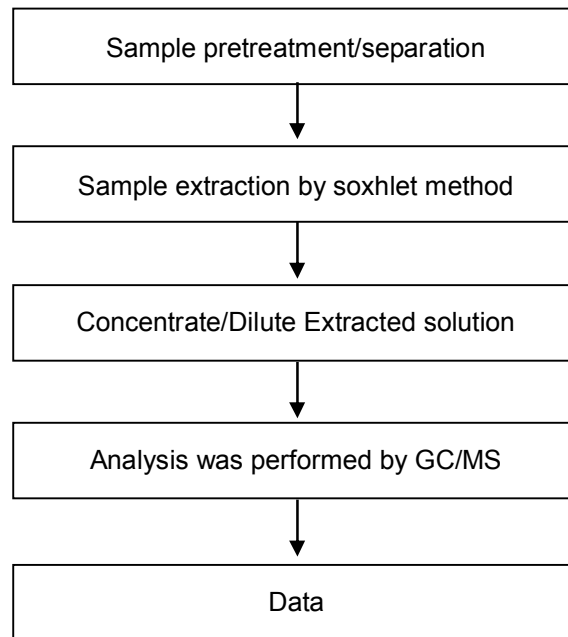 Sample pretreatment/separation
Sample extraction by soxhlet method
Concentrate/Dilute Extracted solution
Analysis was performed by GC/MS
Data